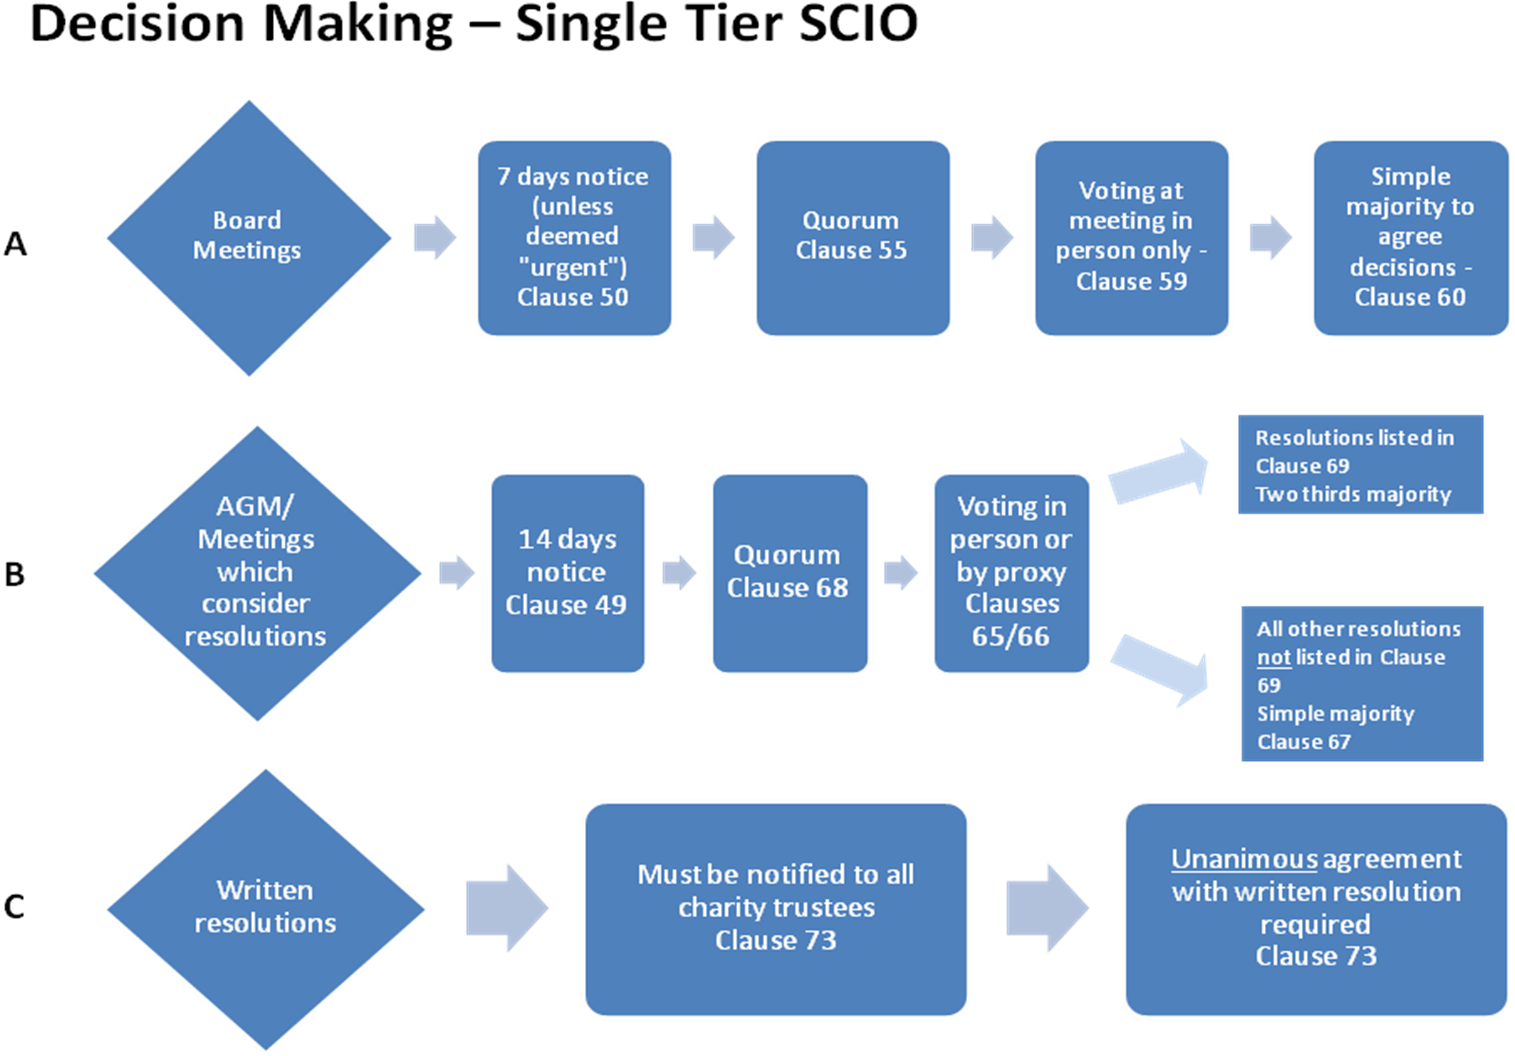 Decision Making – Single Tier SCIO
A
Board
Meetings
7 days notice
(unless
deemed
"urgent")
Clause 50
Quorum
Clause 55
Voting at
meeting in
person only -
Clause 59
Simple
majority to
agree
decisions -
Clause 60
B
AGM/
Meetings
which
consider
resolutions
14 days
notice
Clause 49
Quorum
Clause 68
Voting in
person or
by proxy
Clauses
65/66
Resolutions listed in
Clause 69
Two thirds majority
All other resolutions
not listed in Clause
69
Simple majority
Clause 67
C
Written
resolutions
Must be notified to all
charity trustees
Clause 73
Unanimous agreement
with written resolution
required
Clause 73